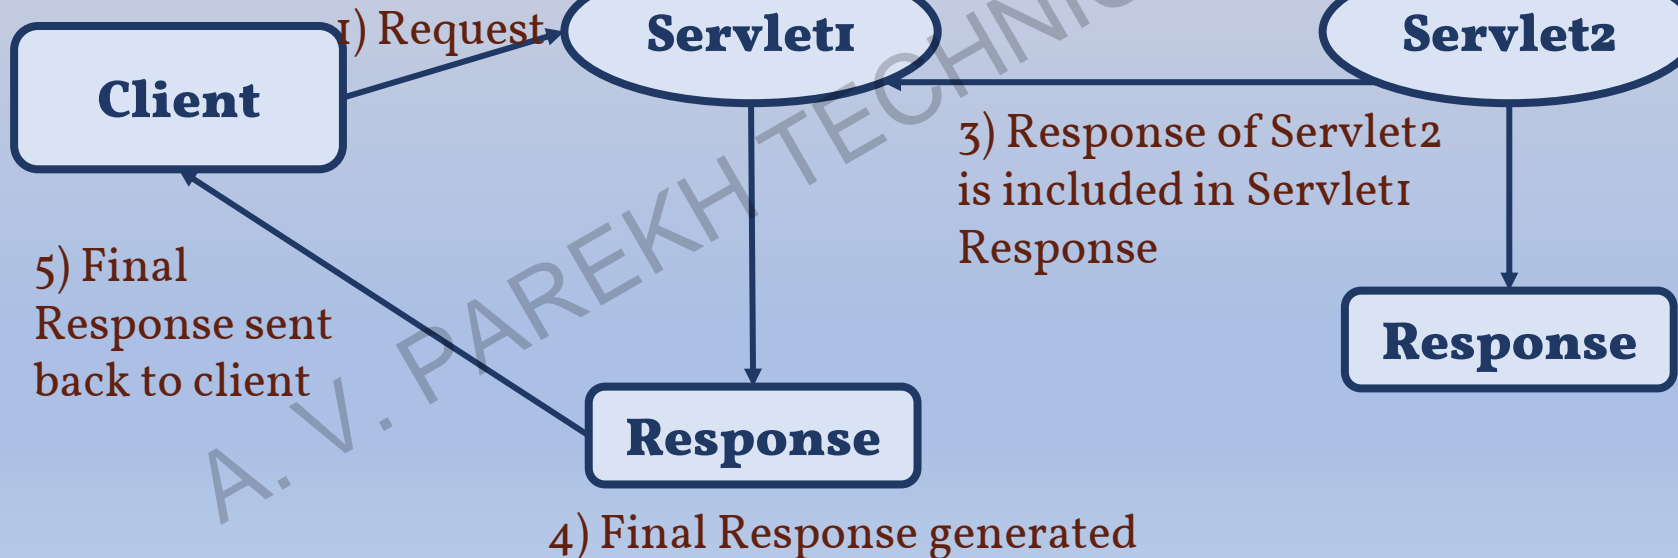 1) Request
Servlet1
Servlet2
Client
3) Response of Servlet2
is included in Servlet1
Response
5) Final
Response sent
back to client
Response
Response
4) Final Response generated
A. V. PAREKH TECHNIC